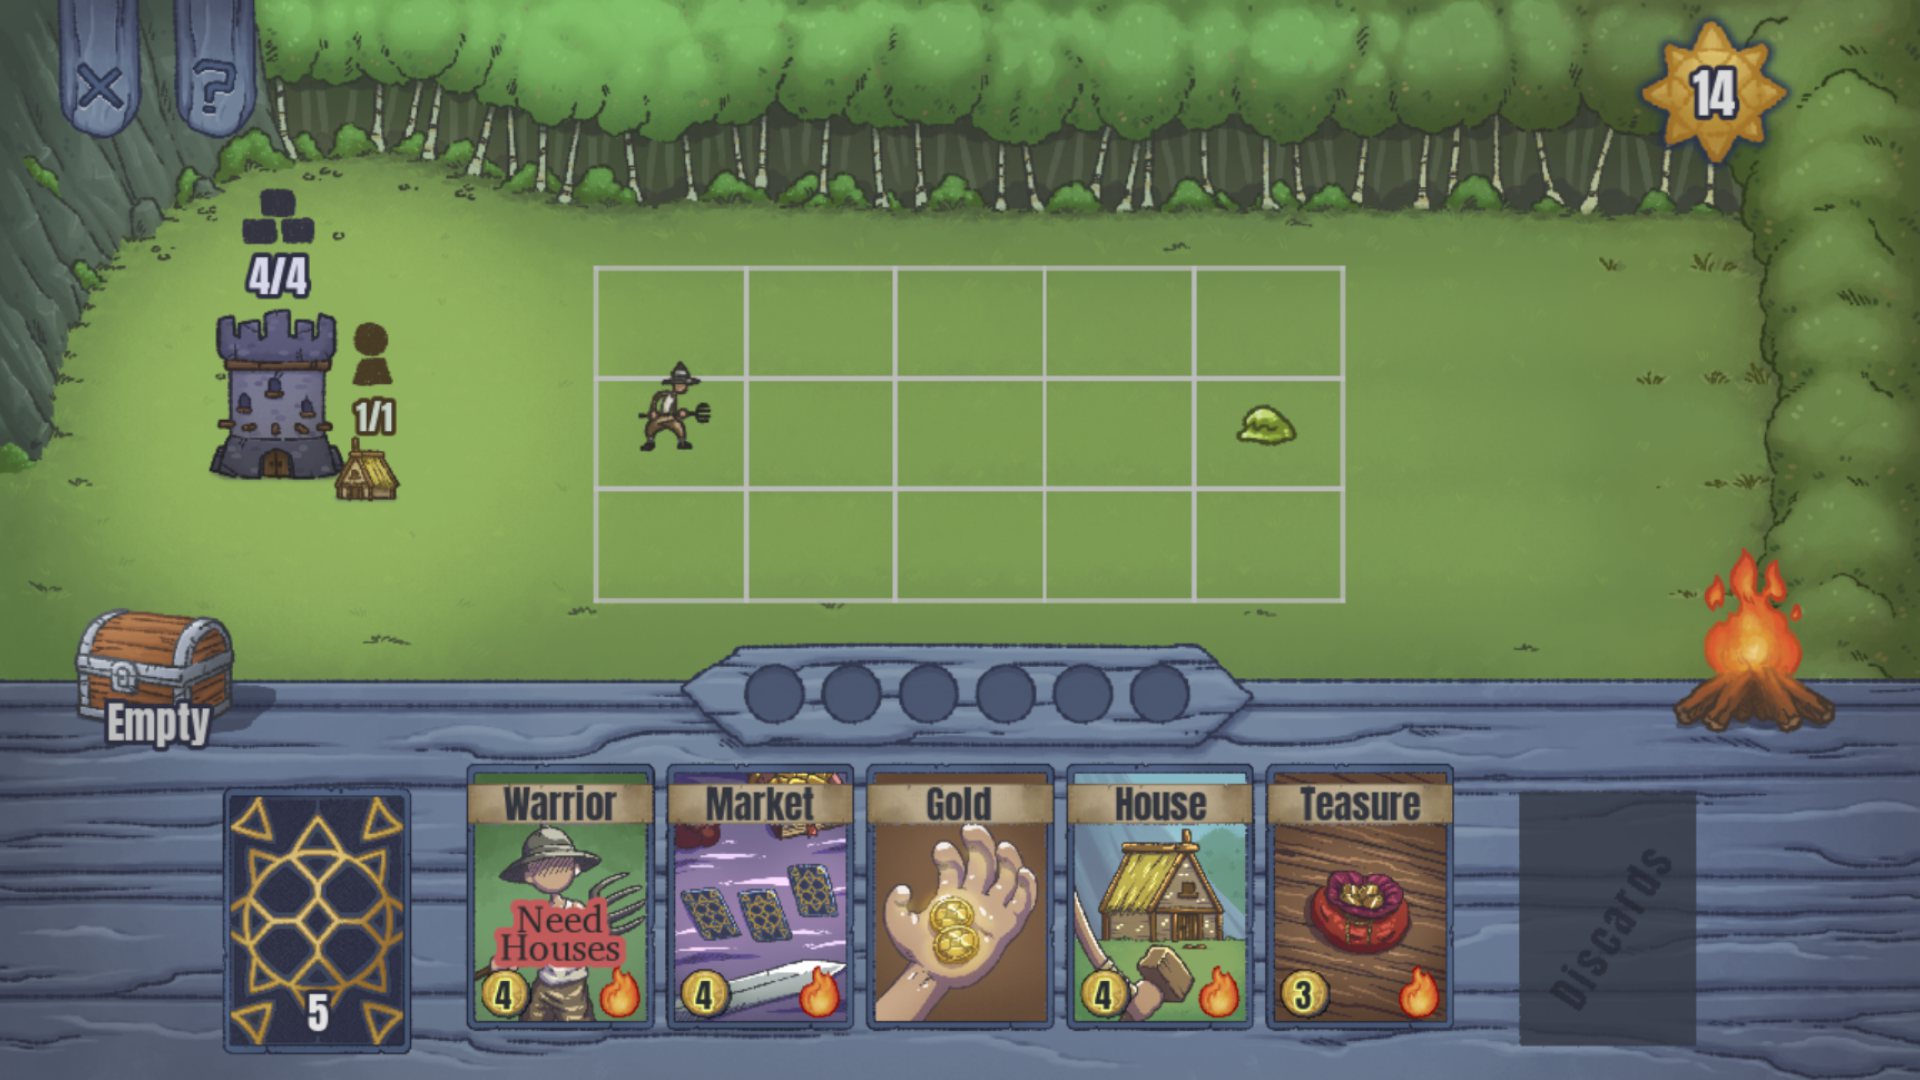 ?
14
4/4
1/1
Empty
Warrior
Need
Houses
4
Market
4
Gold
House
4
Teasure
3
5
Discards